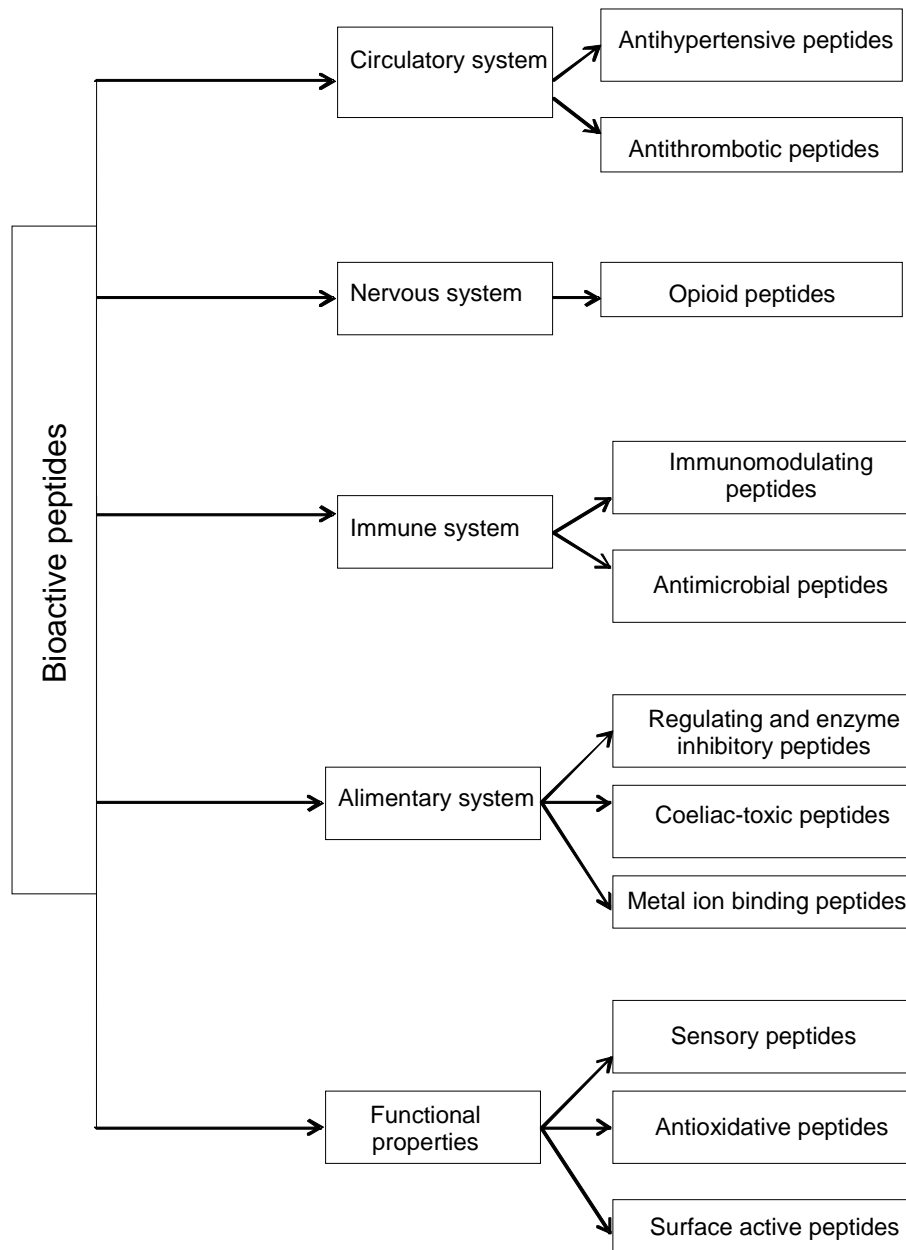 Bioactive peptides
Circulatory system
Antihypertensive peptides
Antithrombotic peptides
Nervous system
Opioid peptides
Immune system
Immunomodulating
peptides
Antimicrobial peptides
Alimentary system
Regulating and enzyme
inhibitory peptides
Coeliac-toxic peptides
Metal ion binding peptides
Functional
properties
Sensory peptides
Antioxidative peptides
Surface active peptides